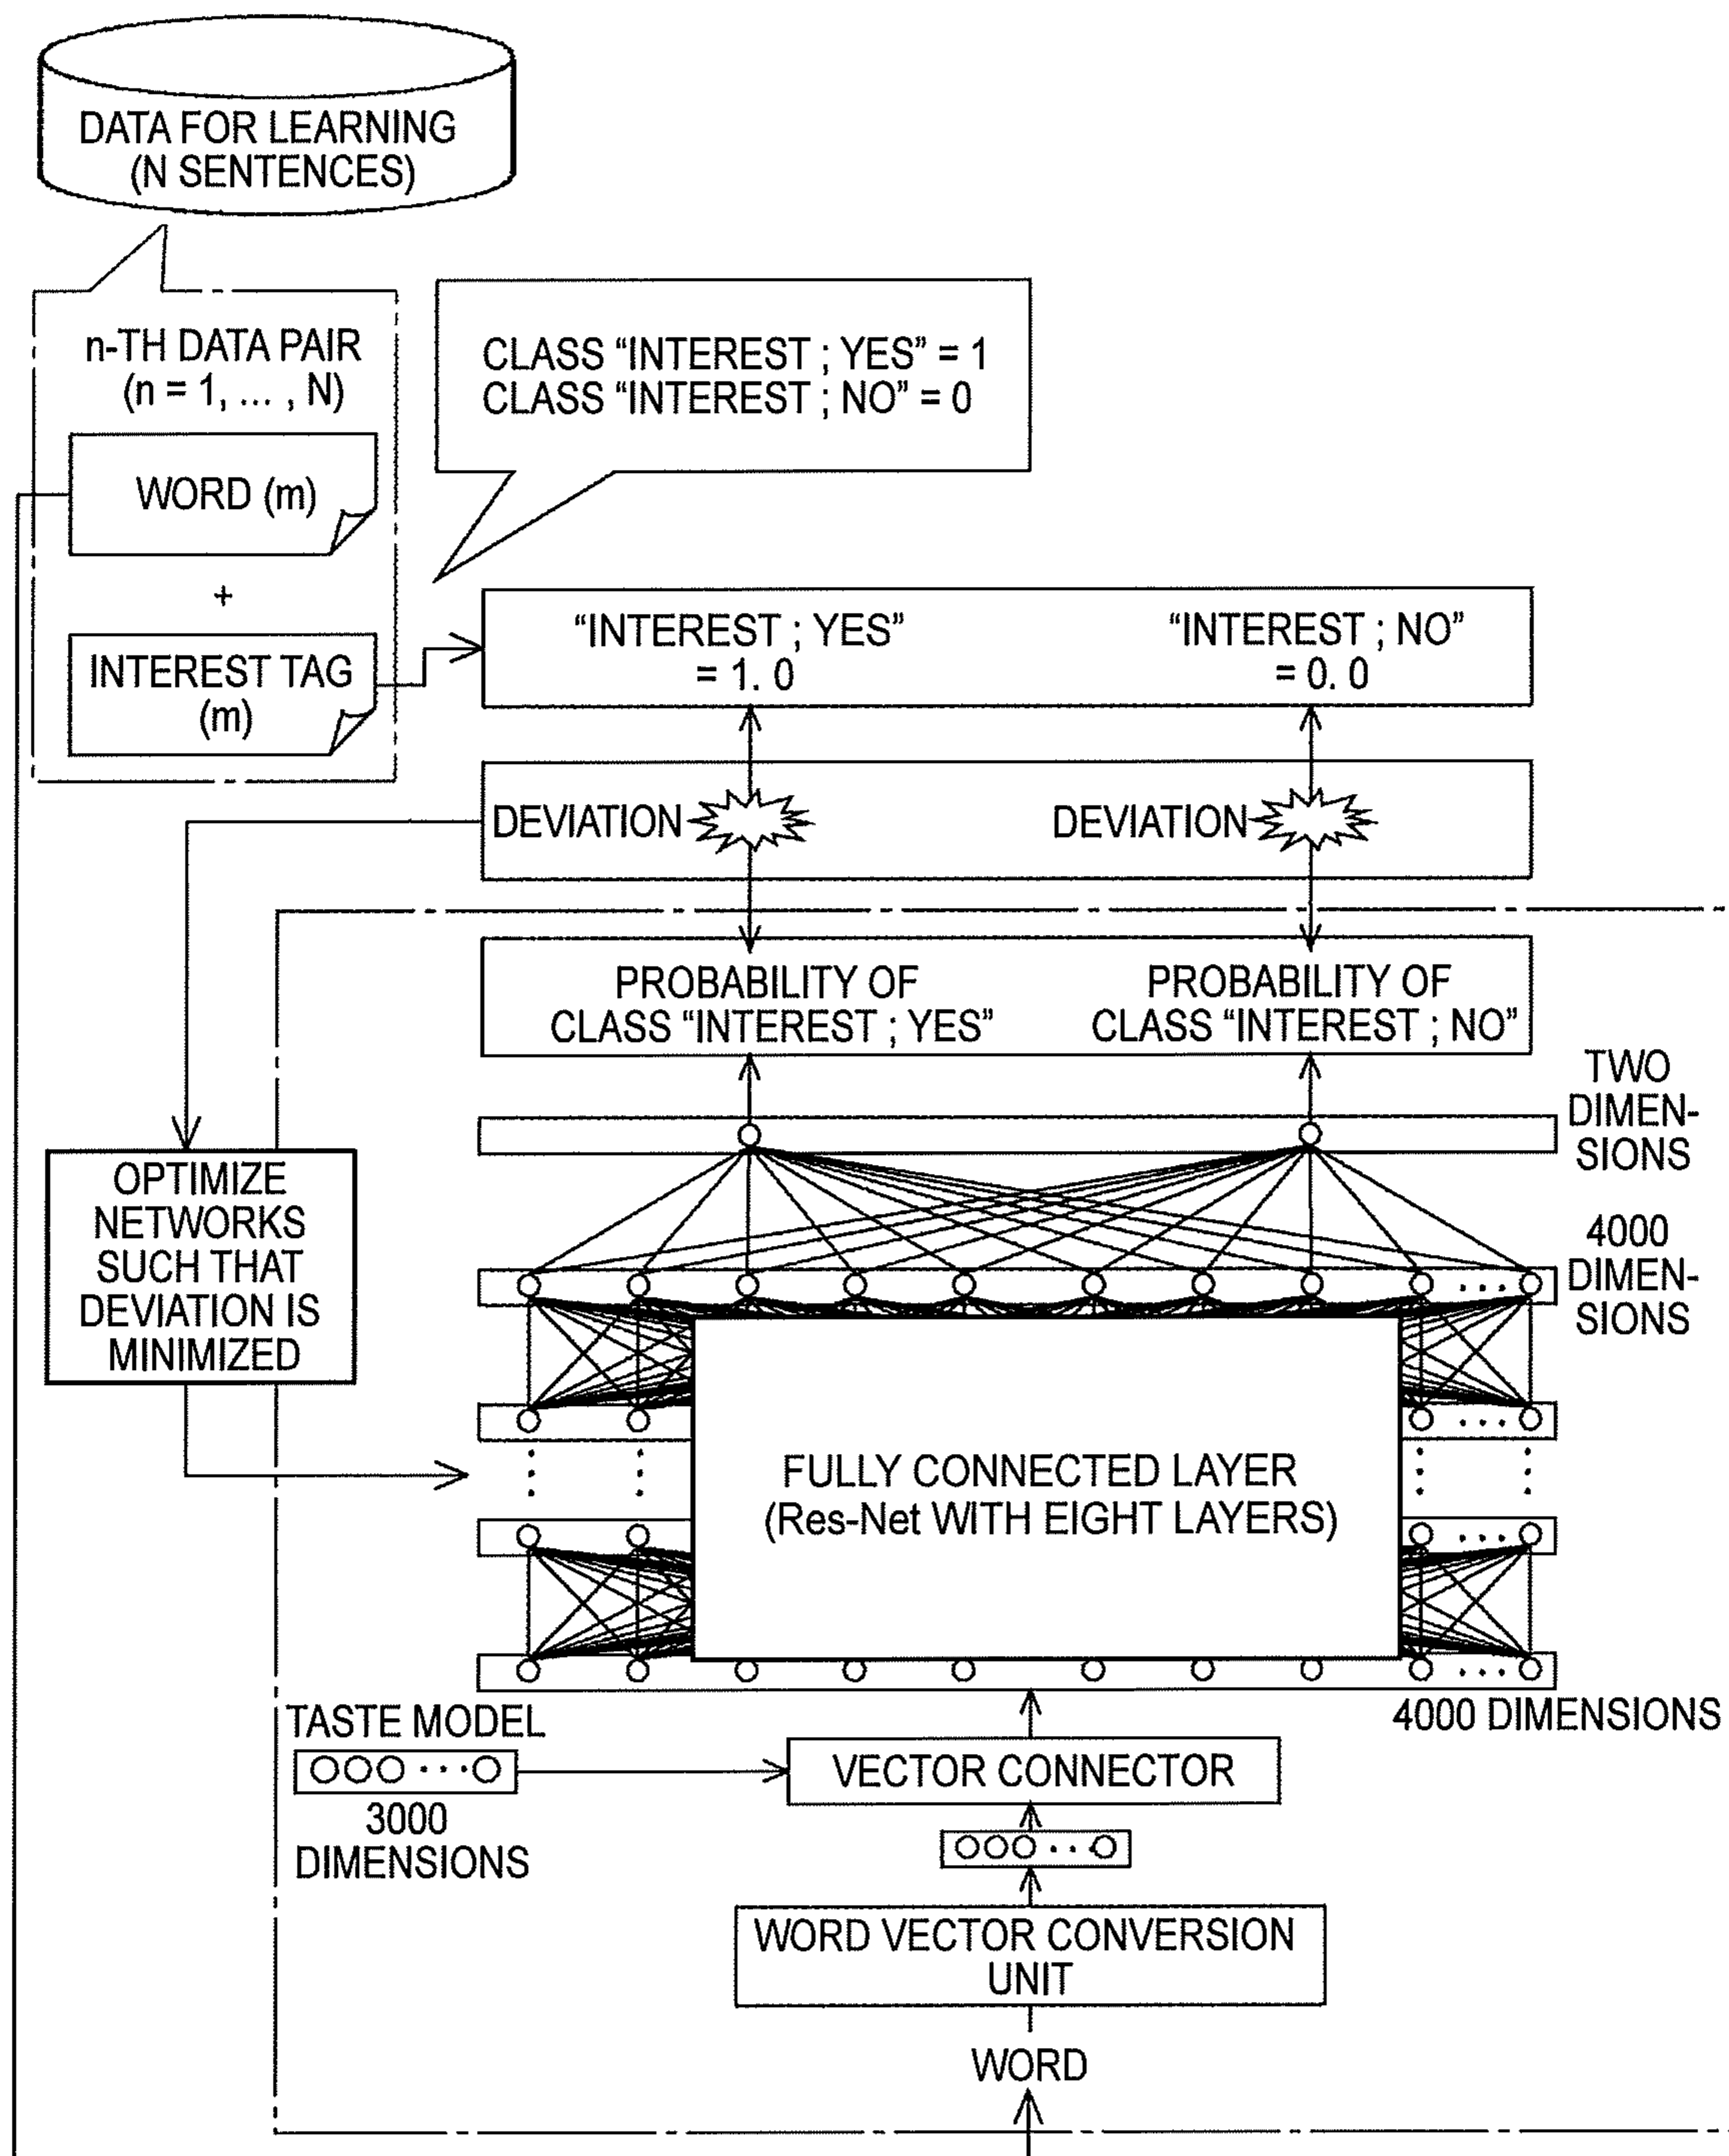 DATA FOR LEARNING
(N SENTENCES)
n-TH DATA PAIR
(n = 1, ... , N)
WORD (m)
+
INTEREST TAG
(m)
CLASS “INTEREST ; YES” = 1
CLASS “INTEREST ; NO” = 0
“INTEREST ; YES”
= 1. 0
“INTEREST ; NO”
= 0. 0
DEVIATION
DEVIATION
PROBABILITY OF
CLASS “INTEREST ; YES”
PROBABILITY OF
CLASS “INTEREST ; NO”
TWO
DIMEN-
SIONS
OPTIMIZE
NETWORKS
SUCH THAT
DEVIATION IS
MINIMIZED
4000
DIMEN-
SIONS
FULLY CONNECTED LAYER
(Res-Net WITH EIGHT LAYERS)
4000 DIMENSIONS
TASTE MODEL
3000
DIMENSIONS
VECTOR CONNECTOR
WORD VECTOR CONVERSION
UNIT
WORD